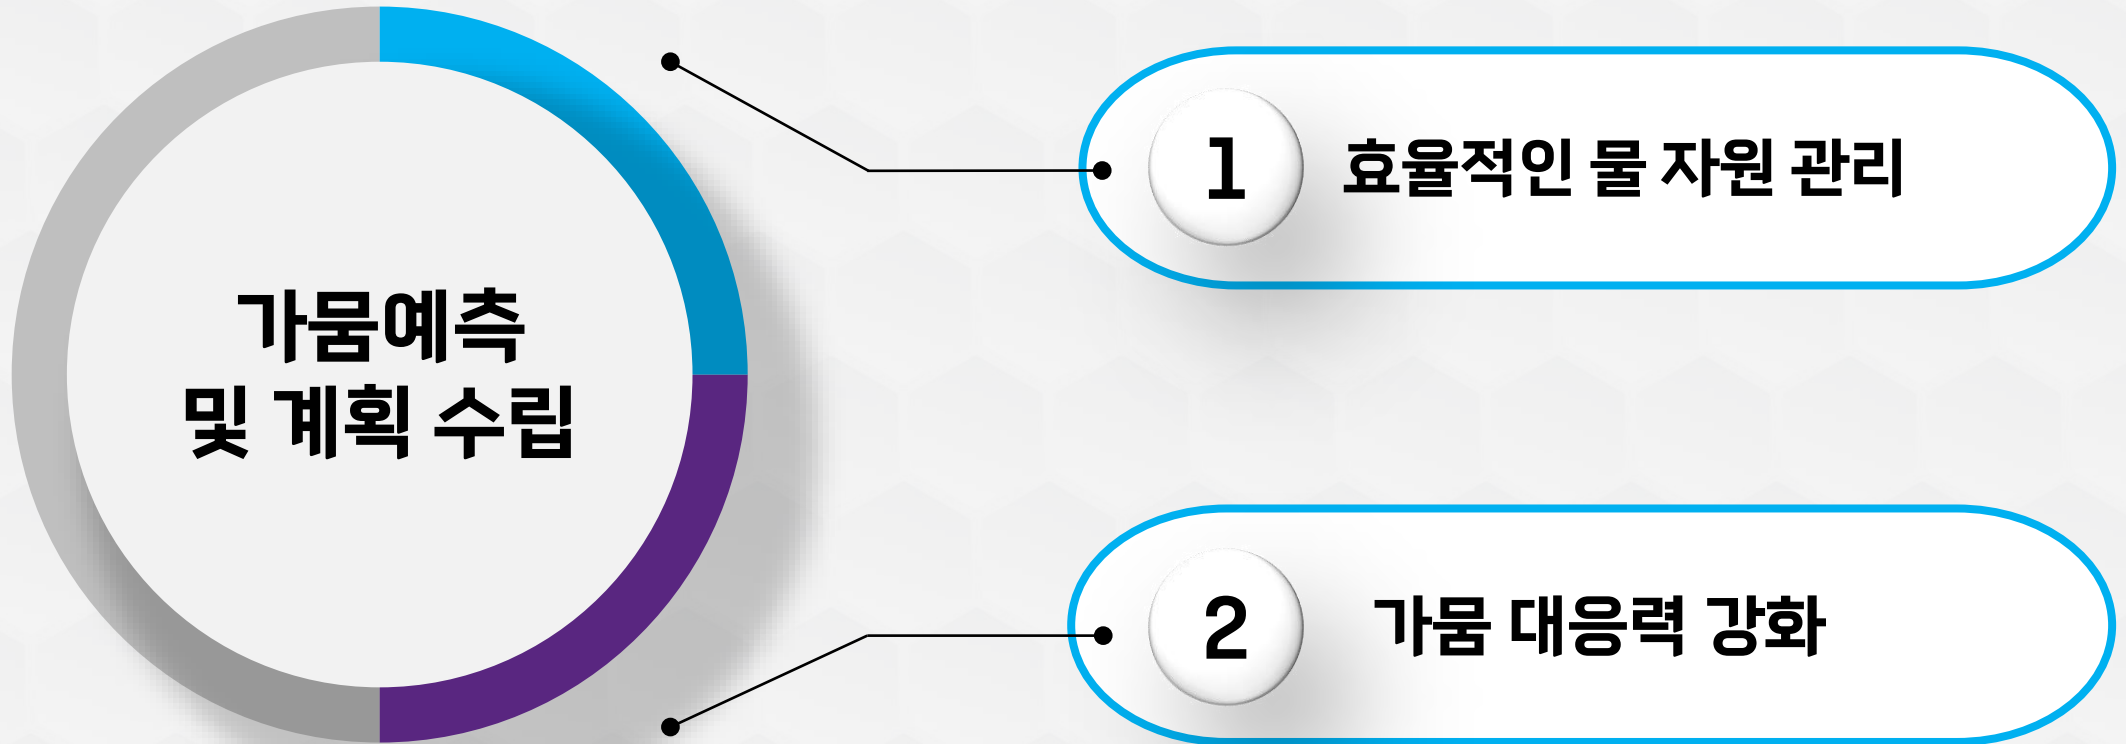 가뭄예측
및 계획 수립
1 효율적인 물 자원 관리
2 가뭄 대응력 강화